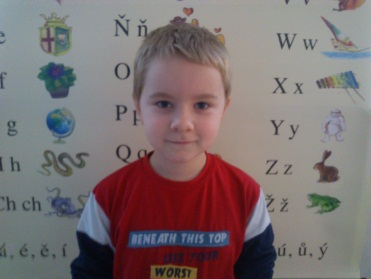 Ň ň
W w
X x
Y y
Z z
Ž ž
g
h
Ch ch
á, é, č, í
ú, ů, ý
BENEATH THIS TOP
WORST